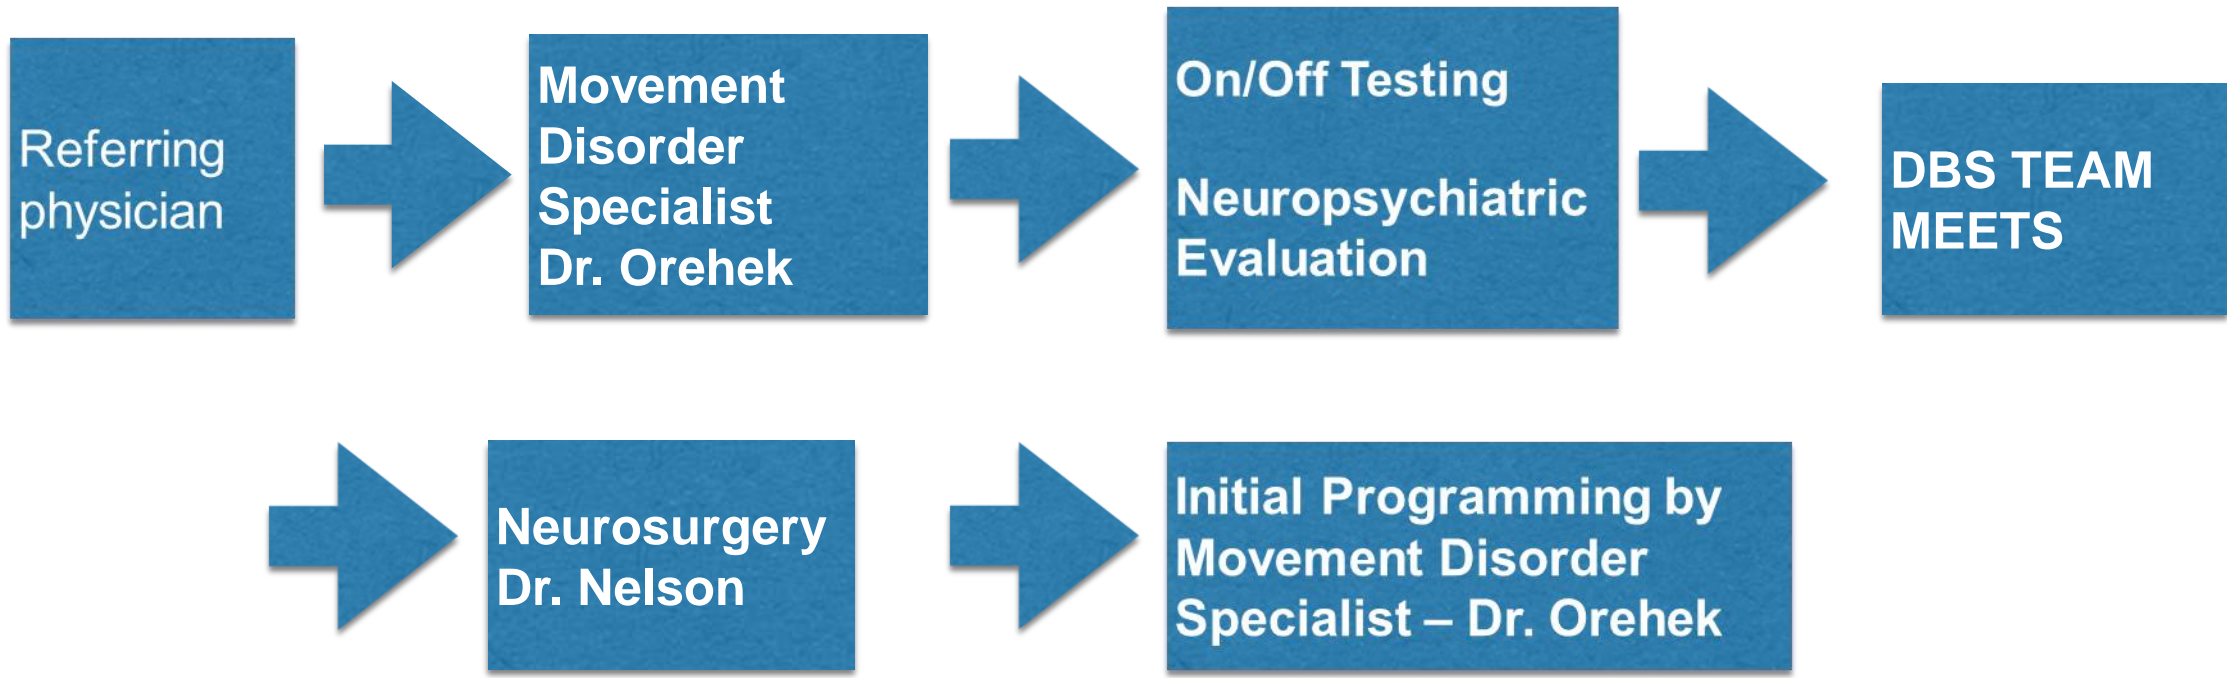 Referring
physician
Movement
Disorder
Specialist
Dr. Orehek
On/Off Testing
Neuropsychiatric
Evaluation
DBS TEAM
MEETS
Neurosurgery
Dr. Nelson
Initial Programming by
Movement Disorder
Specialist – Dr. Orehek